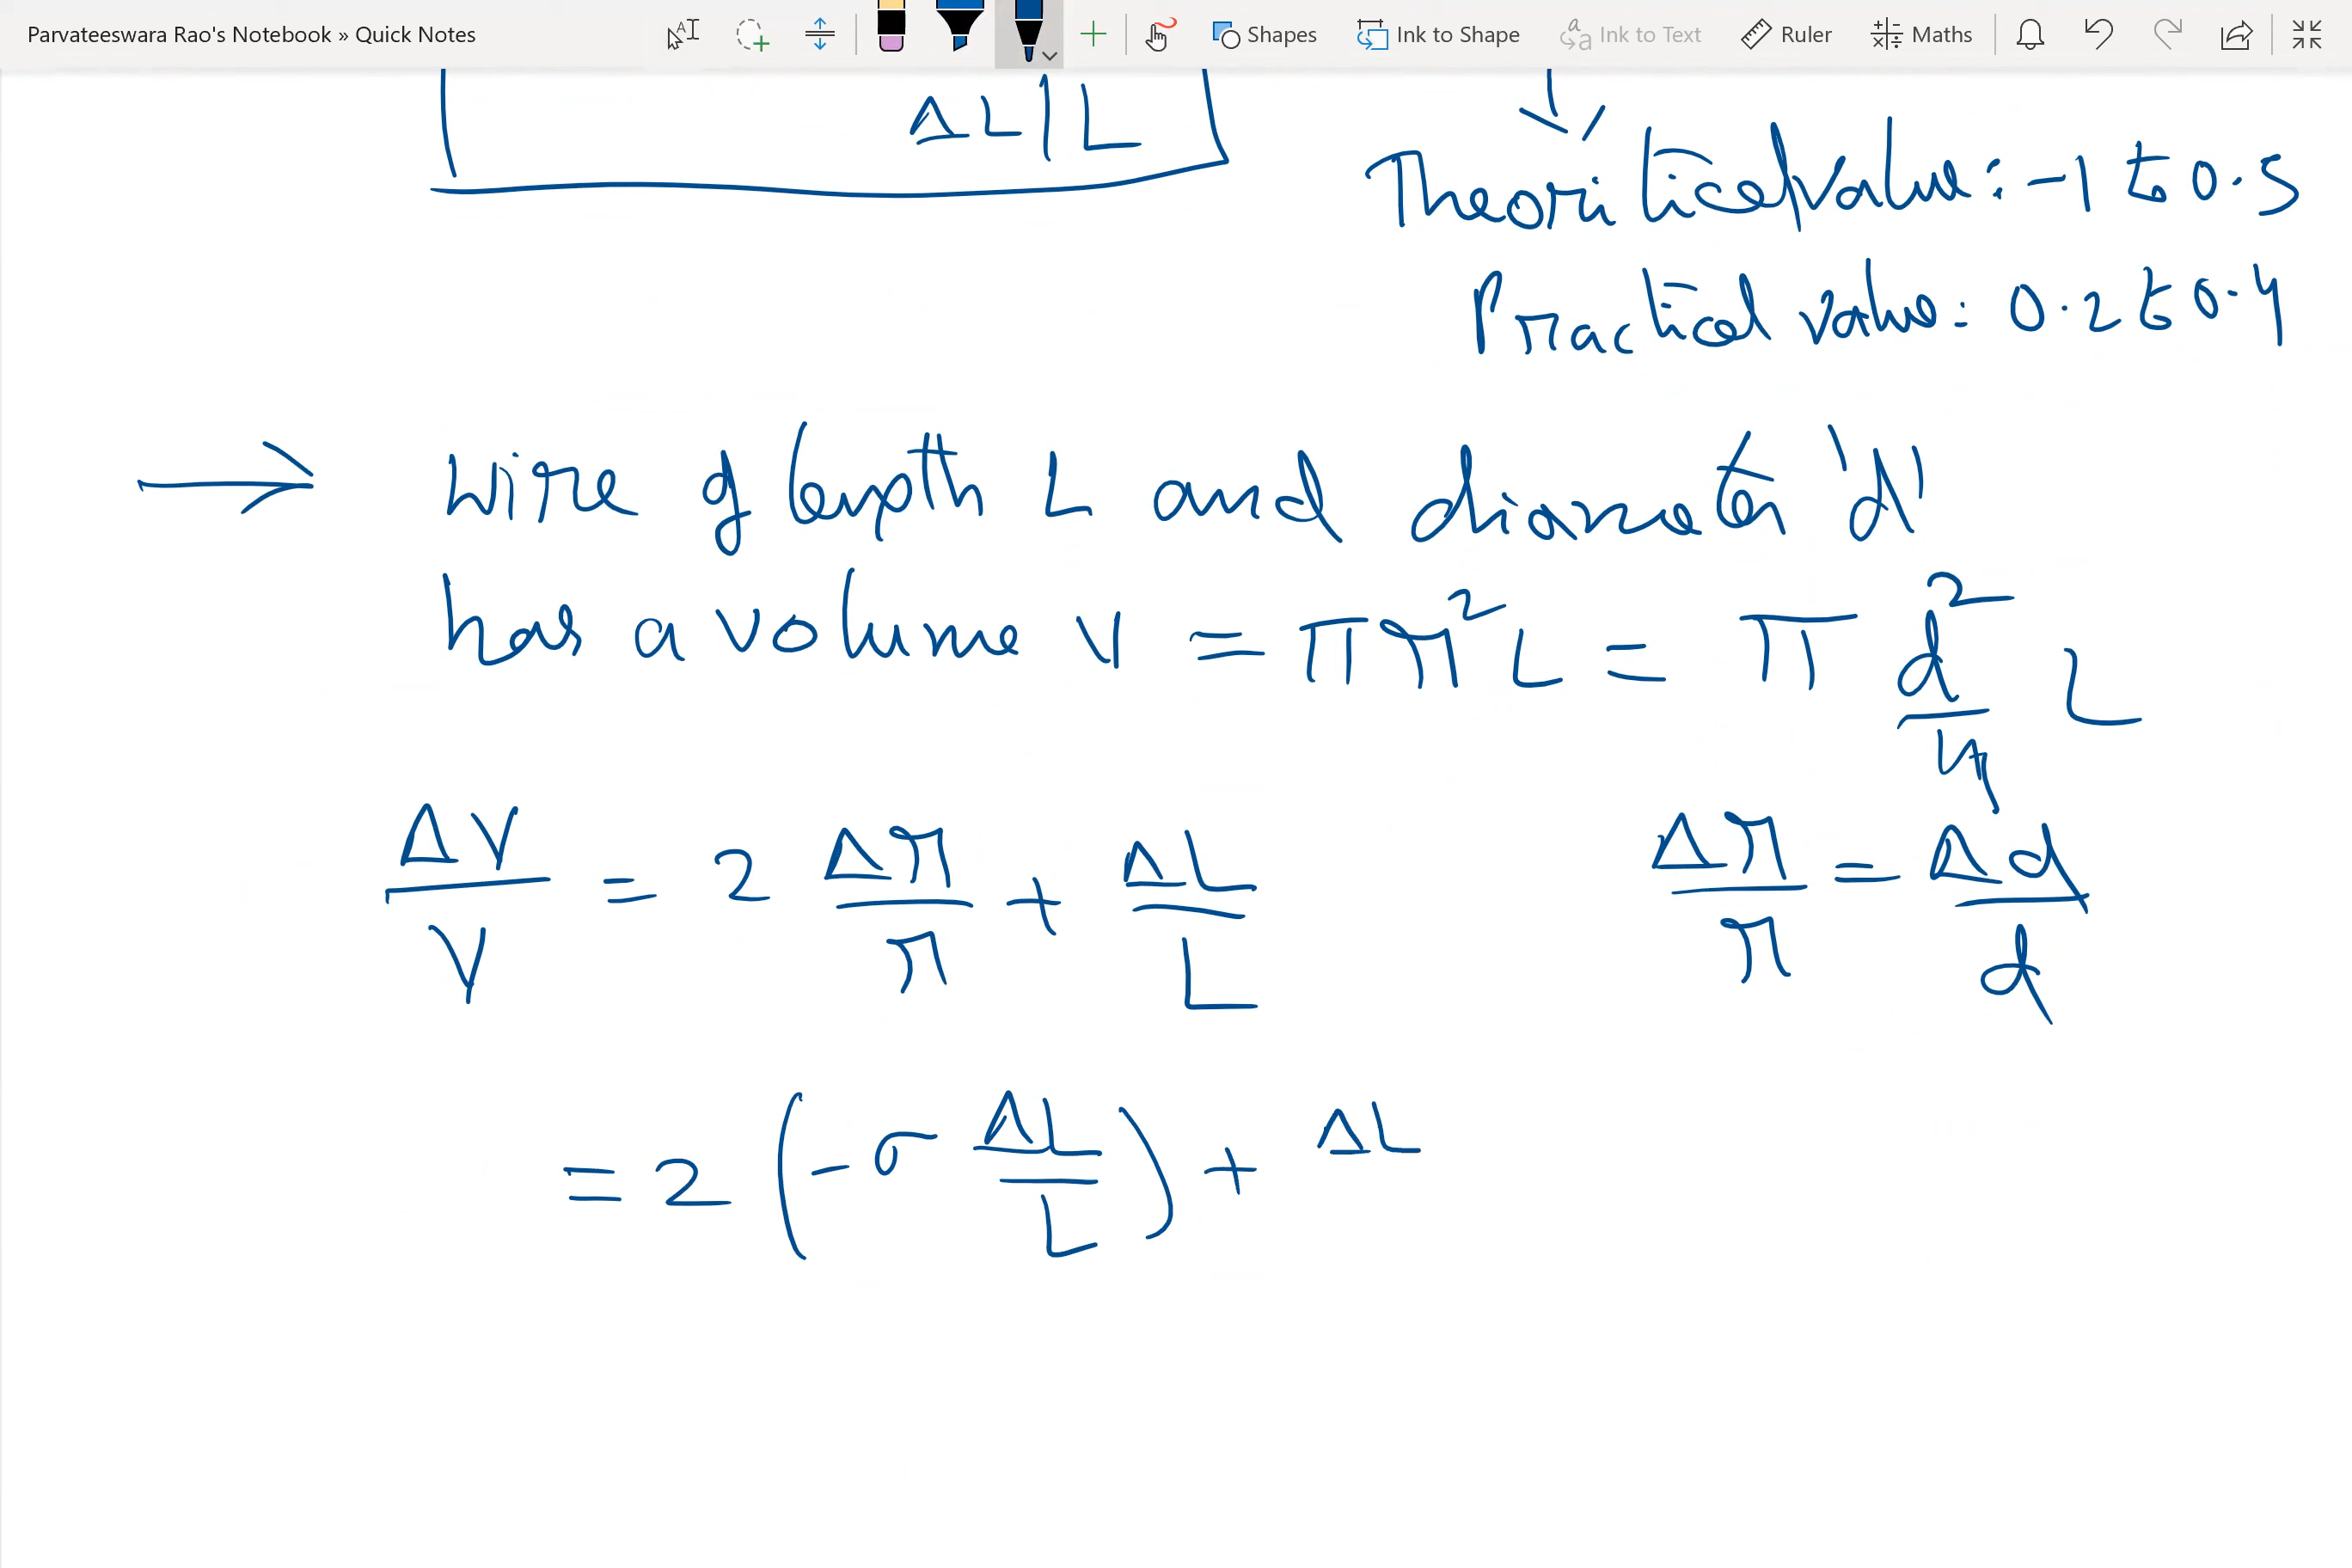 Parvateeswara Rao's Notebook » Quick Notes Shapes Ink to Shape Ink to Text Ruler Maths
ΔL/L
Theoritical value: -1 to 0.5
Practical value: 0.2 to 0.4
→ wire of length L and diameter 'd'
has a volume V = πr²L = π d²/4 L
ΔV/V = 2 Δr/r + ΔL/L Δr/r = Δd/d
= 2 (-σ ΔL/L) + ΔL